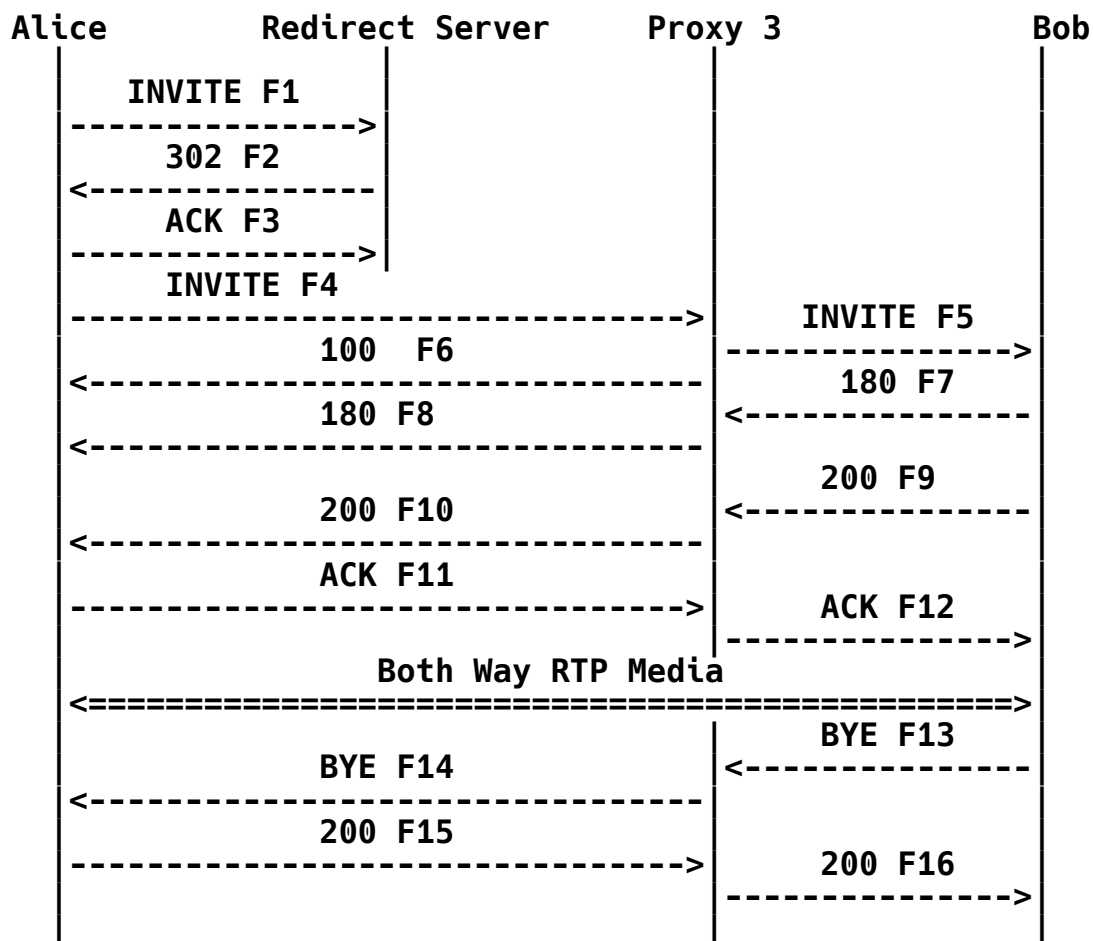 Alice Redirect Server Proxy 3 Bob
INVITE F1
302 F2
ACK F3
INVITE F4
INVITE F5
100 F6
180 F7
180 F8
200 F9
200 F10
ACK F11
ACK F12
Both Way RTP Media
BYE F13
BYE F14
200 F15
200 F16